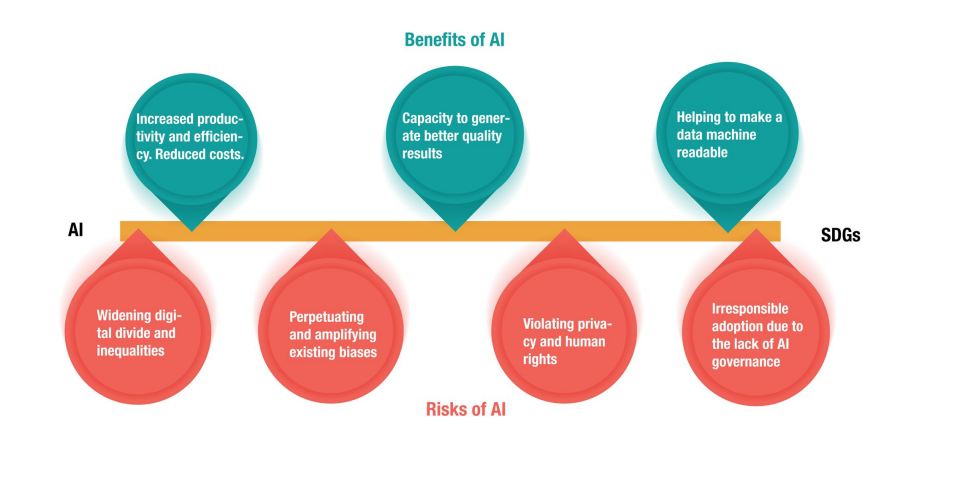 Benefits of AI
Increased produc-
tivity and efficien-
cy. Reduced costs.
Capacity to gener-
ate better quality
results
Helping to make a
data machine
readable
AI
SDGs
Widening digi-
tal divide and
inequalities
Perpetuating
and amplifying
existing biases
Violating priva-
cy and human
rights
Irresponsible
adoption due to
the lack of AI
governance
Risks of AI